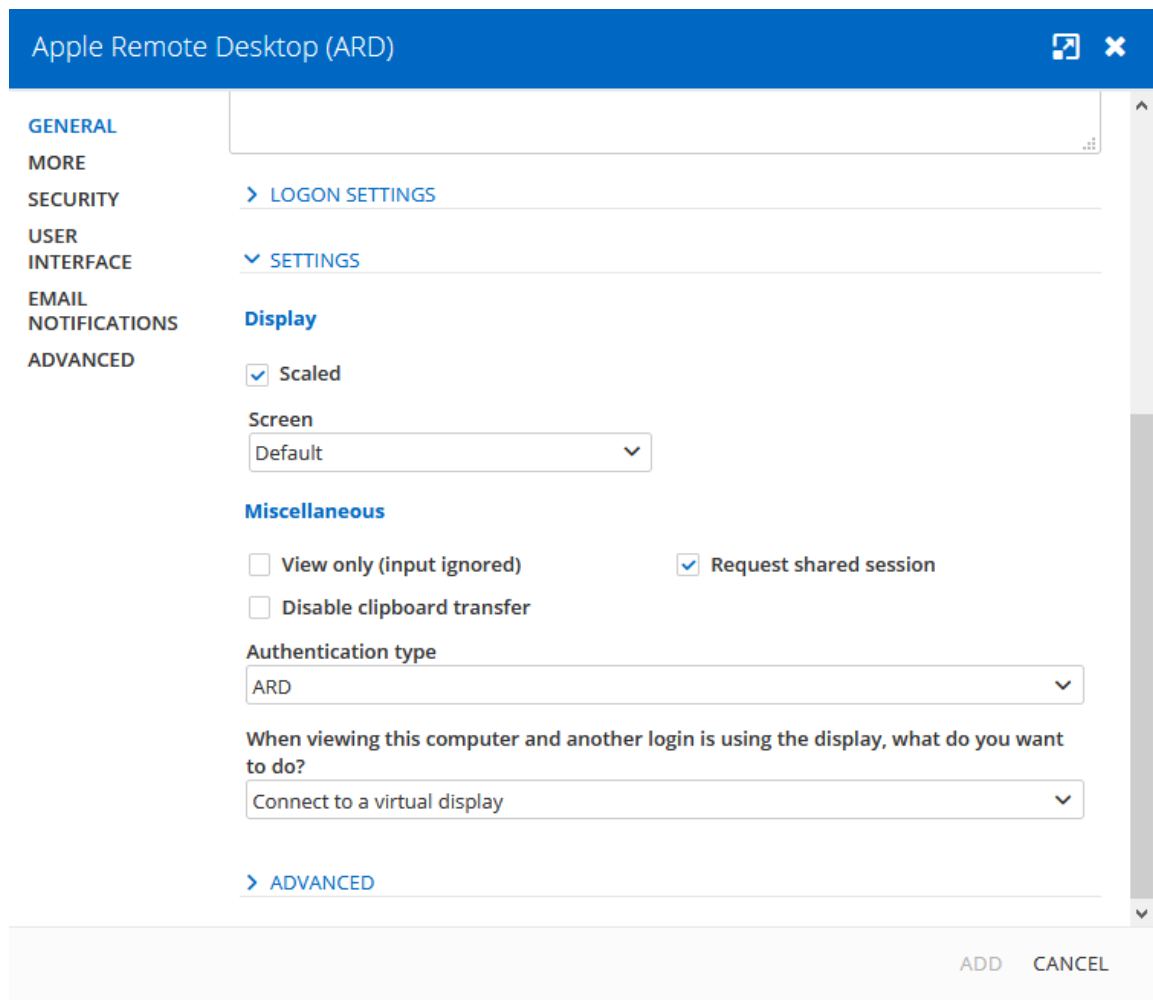 Apple Remote Desktop (ARD)
GENERAL
MORE
SECURITY
USER
INTERFACE
EMAIL
NOTIFICATIONS
ADVANCED
LOGON SETTINGS
SETTINGS
Display
Scaled
Screen
Default
Miscellaneous
View only (input ignored)
Request shared session
Disable clipboard transfer
Authentication type
ARD
When viewing this computer and another login is using the display, what do you want
to do?
Connect to a virtual display
ADVANCED
ADD
CANCEL